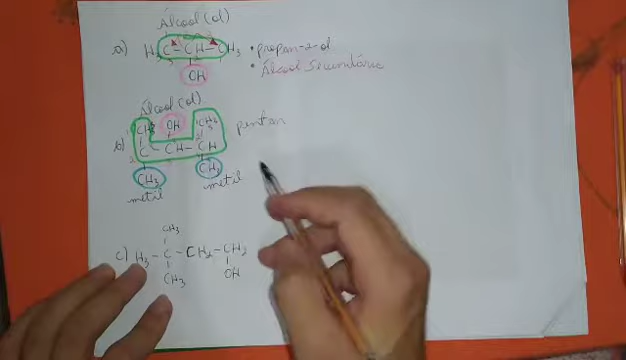 Álcool (ol)
a) H3C – CH – CH3 • propan-2-ol
OH • Álcool Secundário
Álcool (ol)
CH3 OH CH3 pentan
b) C – CH – CH
CH3 CH3
metil metil
CH3
c) H3 – C – CH2 – CH2
CH3 OH